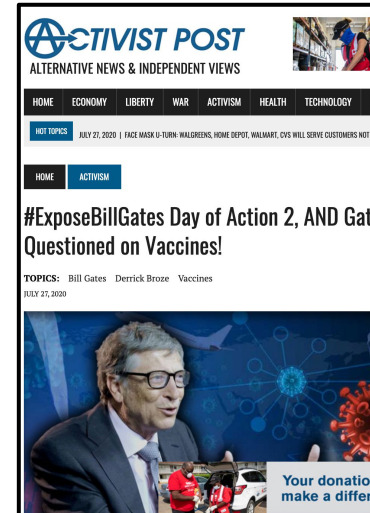 ACTIVIST POST
ALTERNATIVE NEWS & INDEPENDENT VIEWS
HOME ECONOMY LIBERTY WAR ACTIVISM HEALTH TECHNOLOGY
HOT TOPICS JULY 27, 2020 | FACE MASK U-TURN: WALGREENS, HOME DEPOT, WALMART, CVS WILL SERVE CUSTOMERS NOT
HOME ACTIVISM
#ExposeBillGates Day of Action 2, AND Gat
Questioned on Vaccines!
TOPICS: Bill Gates Derrick Broze Vaccines
JULY 27, 2020
Your donatio
make a differ